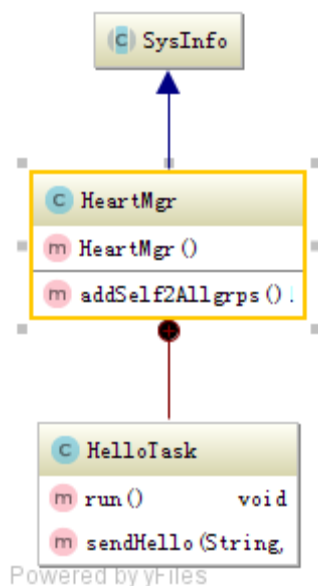 C SysInfo
C HeartMgr
m HeartMgr()
m addSelf2Allgrps()
C HelloTask
m run() void
m sendHello(String,
Powered by yFiles